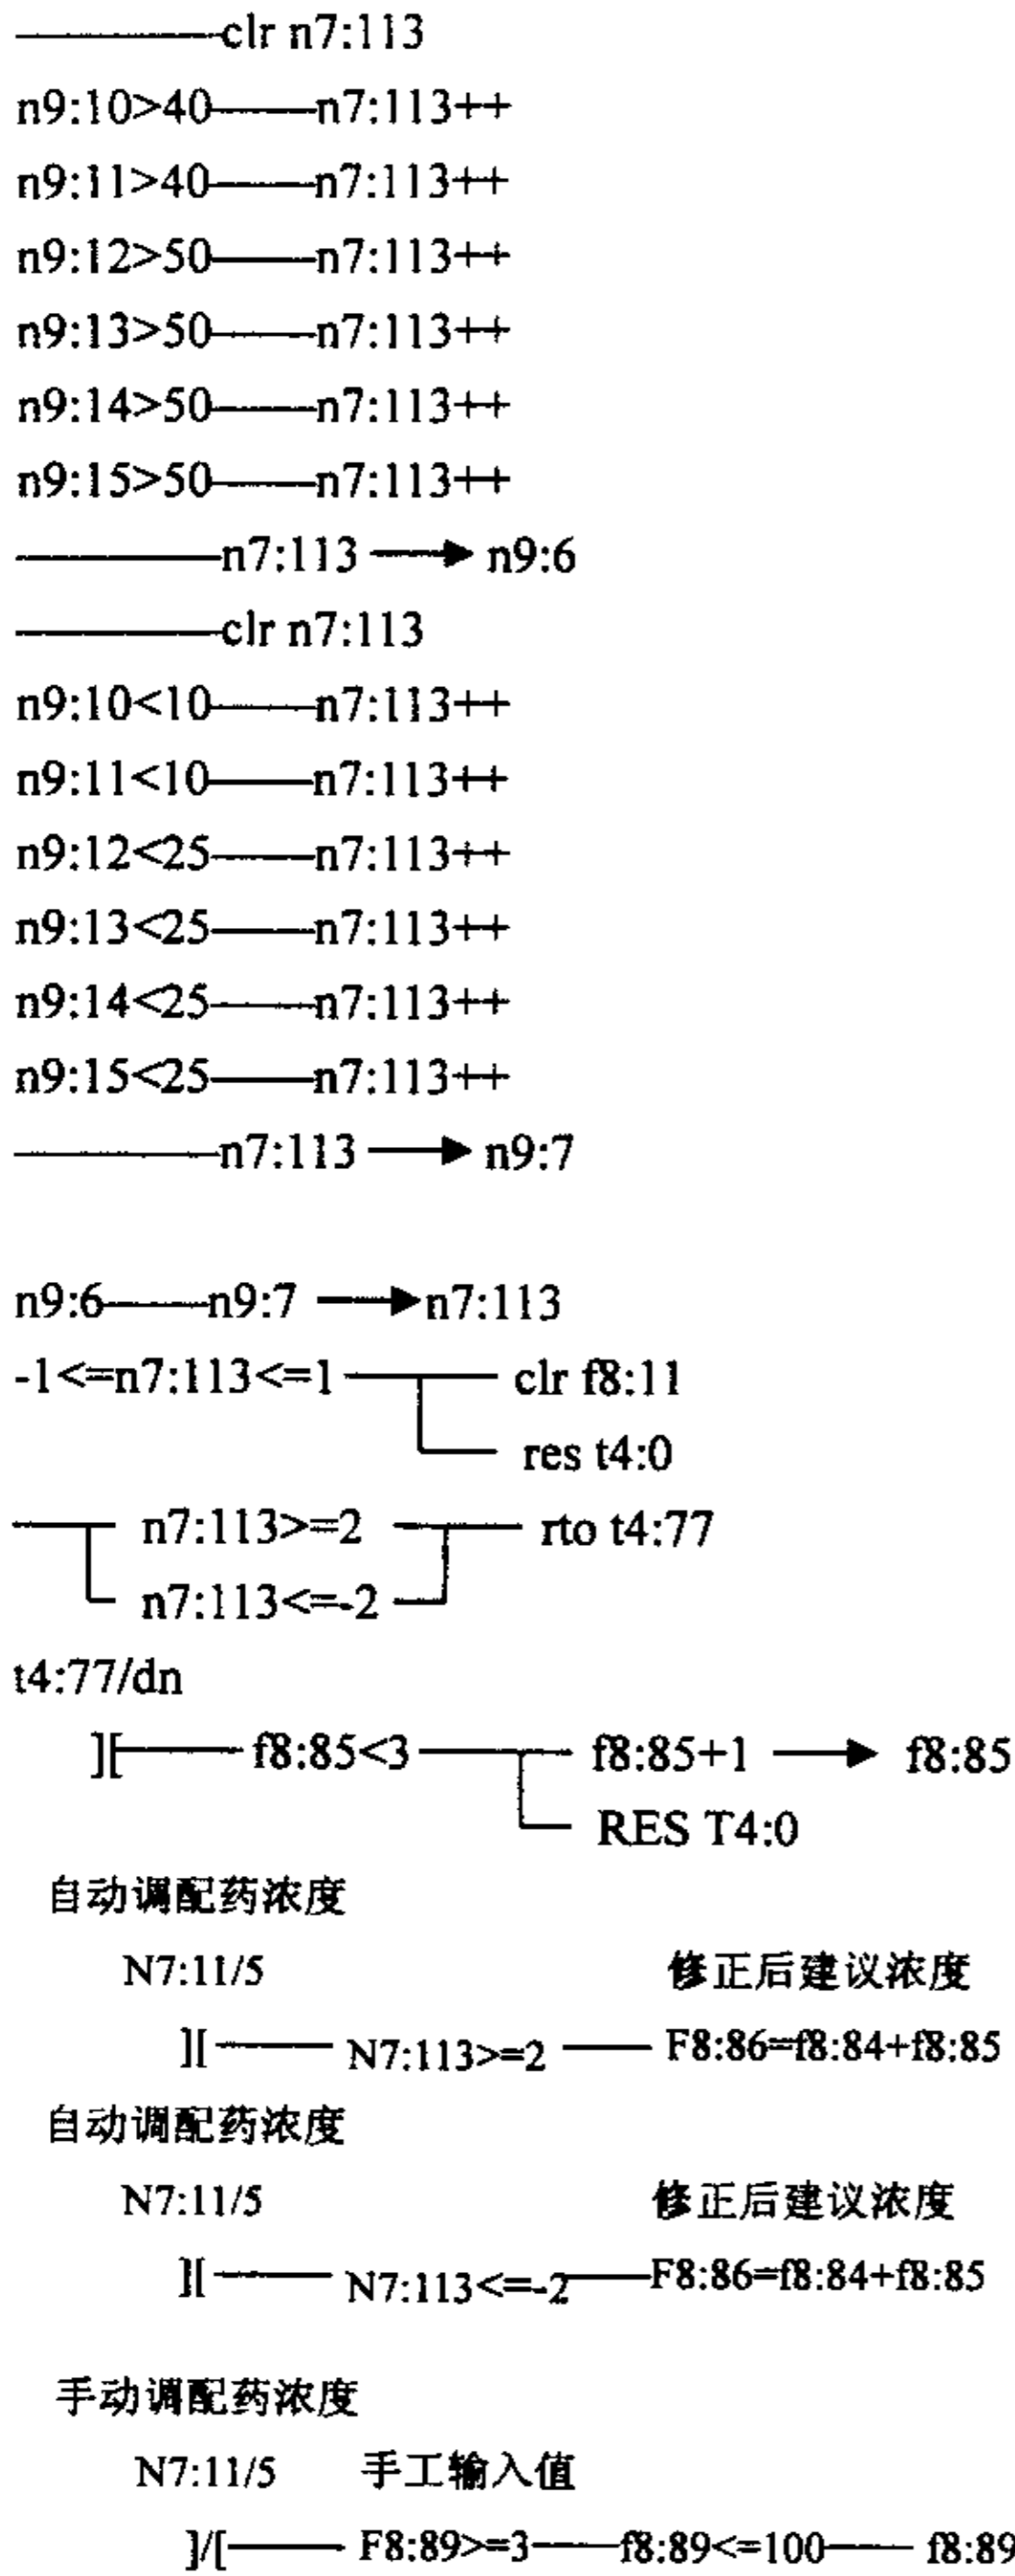 clr n7:113
n9:10>40——n7:113++
n9:11>40——n7:113++
n9:12>50——n7:113++
n9:13>50——n7:113++
n9:14>50——n7:113++
n9:15>50——n7:113++
n7:113 → n9:6
clr n7:113
n9:10<10——n7:113++
n9:11<10——n7:113++
n9:12<25——n7:113++
n9:13<25——n7:113++
n9:14<25——n7:113++
n9:15<25——n7:113++
n7:113 → n9:7
n9:6——n9:7 → n7:113
-1<=n7:113<=1 clr f8:11
res t4:0
n7:113>=2 rto t4:77
n7:113<=-2
t4:77/dn
][ f8:85<3 f8:85+1 → f8:85
RES T4:0
自动调配药浓度
N7:11/5 修正后建议浓度
][ N7:113>=2 F8:86=f8:84+f8:85
自动调配药浓度
N7:11/5 修正后建议浓度
][ N7:113<=-2 F8:86=f8:84+f8:85
手动调配药浓度
N7:11/5 手工输入值
]/[ F8:89>=3——f8:89<=100—— f8:89